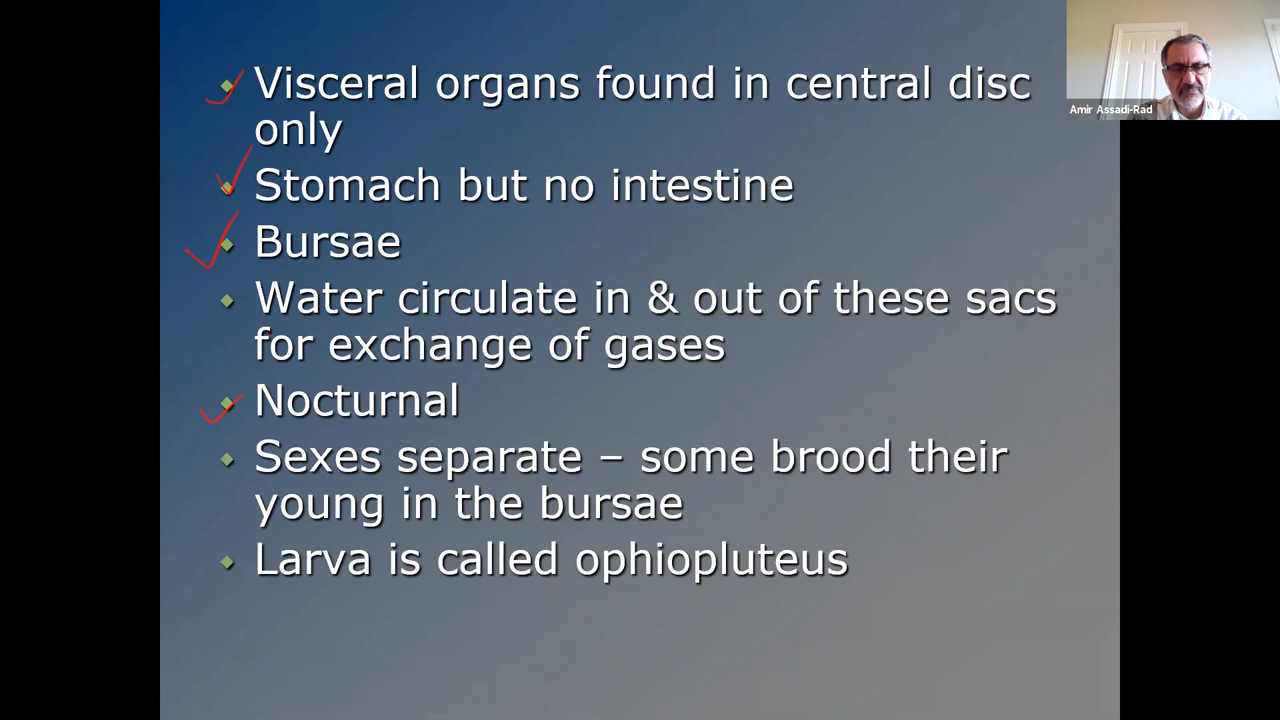 Visceral organs found in central disc
only
Stomach but no intestine
Bursae
Water circulate in & out of these sacs
for exchange of gases
Nocturnal
Sexes separate – some brood their
young in the bursae
Larva is called ophiopluteus
Amir Assadi-Rad